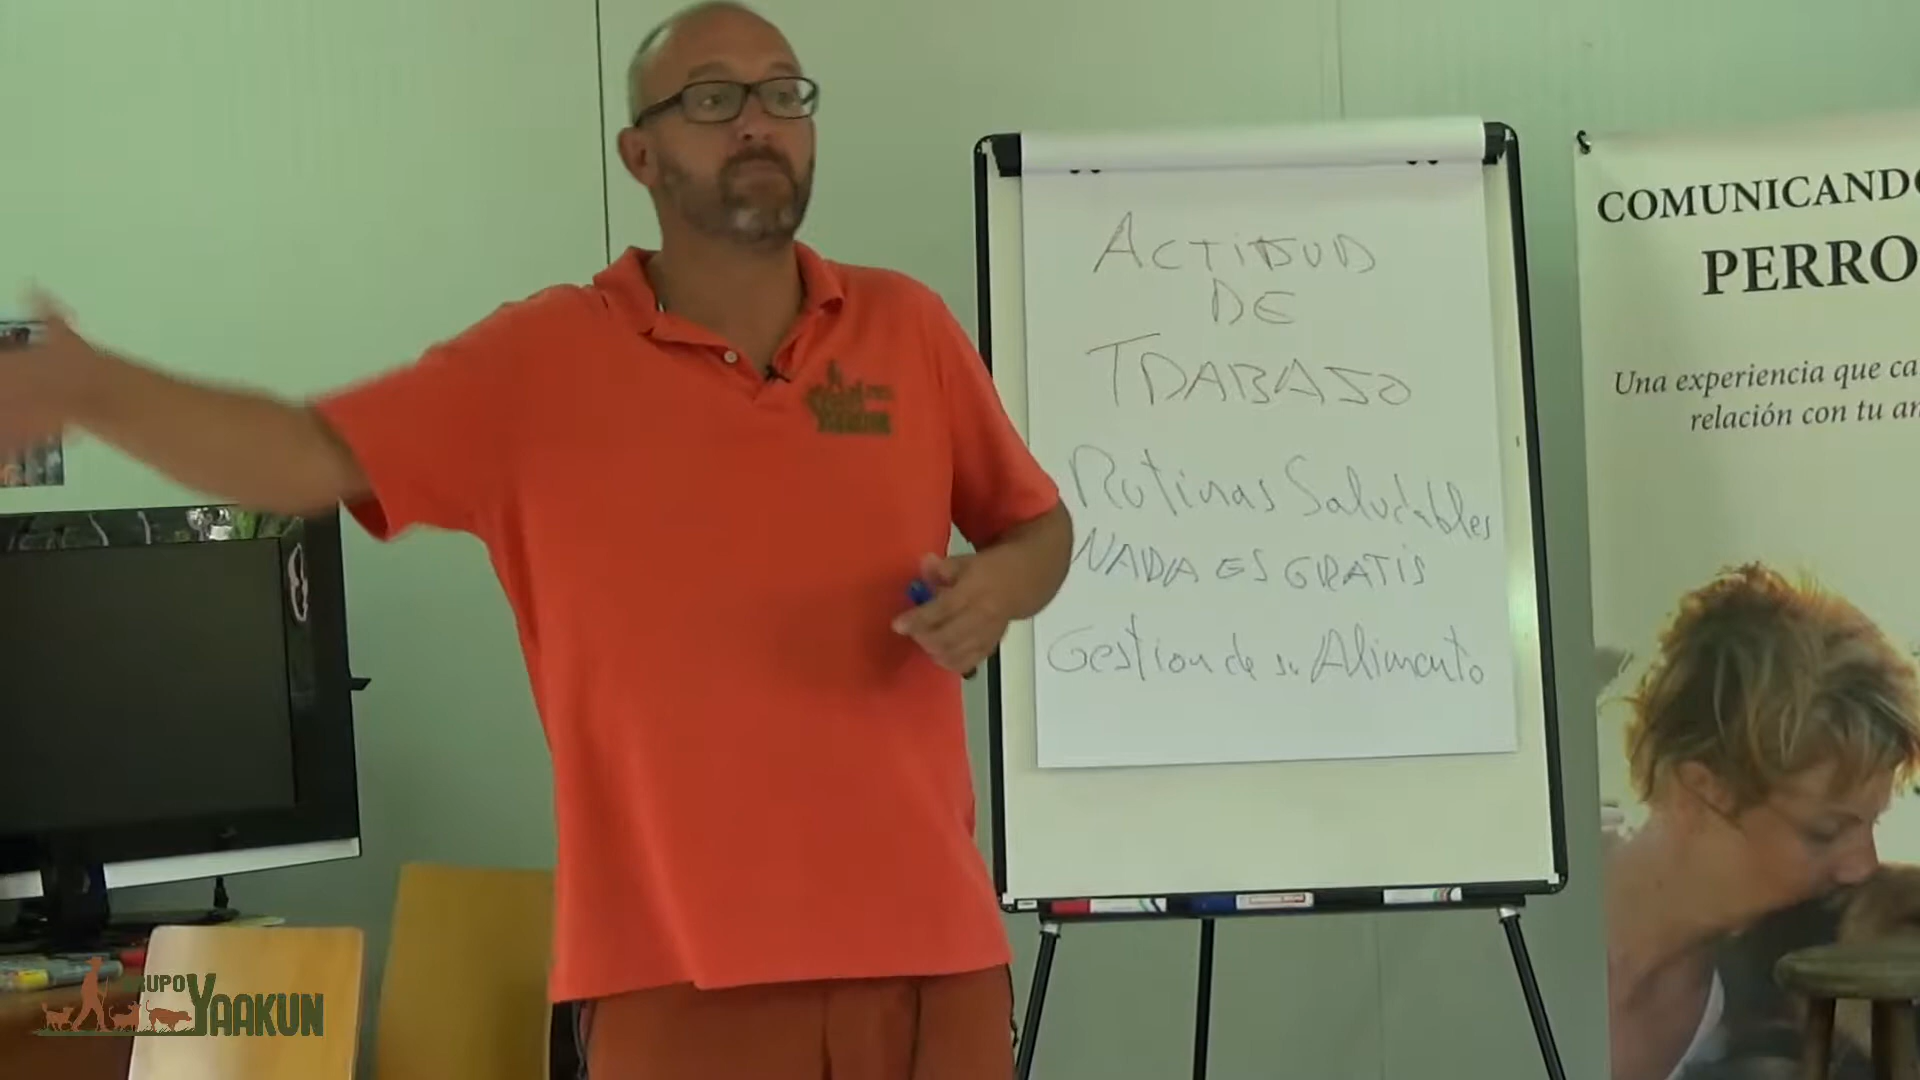 ACTITUD
DE
TRABAJO
Rutinas Saludables
NADA ES GRATIS
Gestion de su Alimento
COMUNICANDO
PERRO
Una experiencia que ca
relación con tu an
GRUPO
YAAKUN
YAAKUN